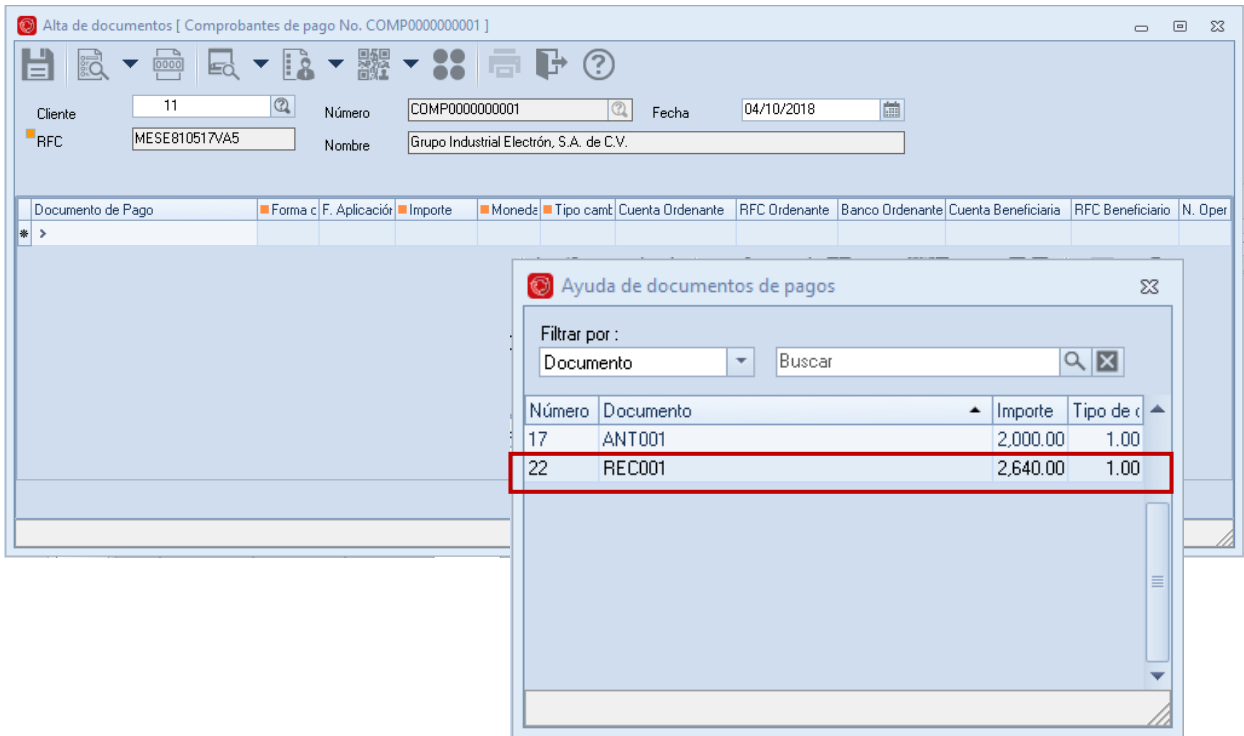 Alta de documentos [ Comprobantes de pago No. COMP0000000001 ]
0000
Cliente 11 Número COMP0000000001 Fecha 04/10/2018
RFC MESE810517VA5 Nombre Grupo Industrial Electrón, S.A. de C.V.
Documento de Pago Forma c F. Aplicación Importe Moneda Tipo camb Cuenta Ordenante RFC Ordenante Banco Ordenante Cuenta Beneficiaria RFC Beneficiario N. Oper
* >
Ayuda de documentos de pagos
Filtrar por :
Documento Buscar
Número Documento Importe Tipo de c
17 ANT001 2,000.00 1.00
22 REC001 2,640.00 1.00